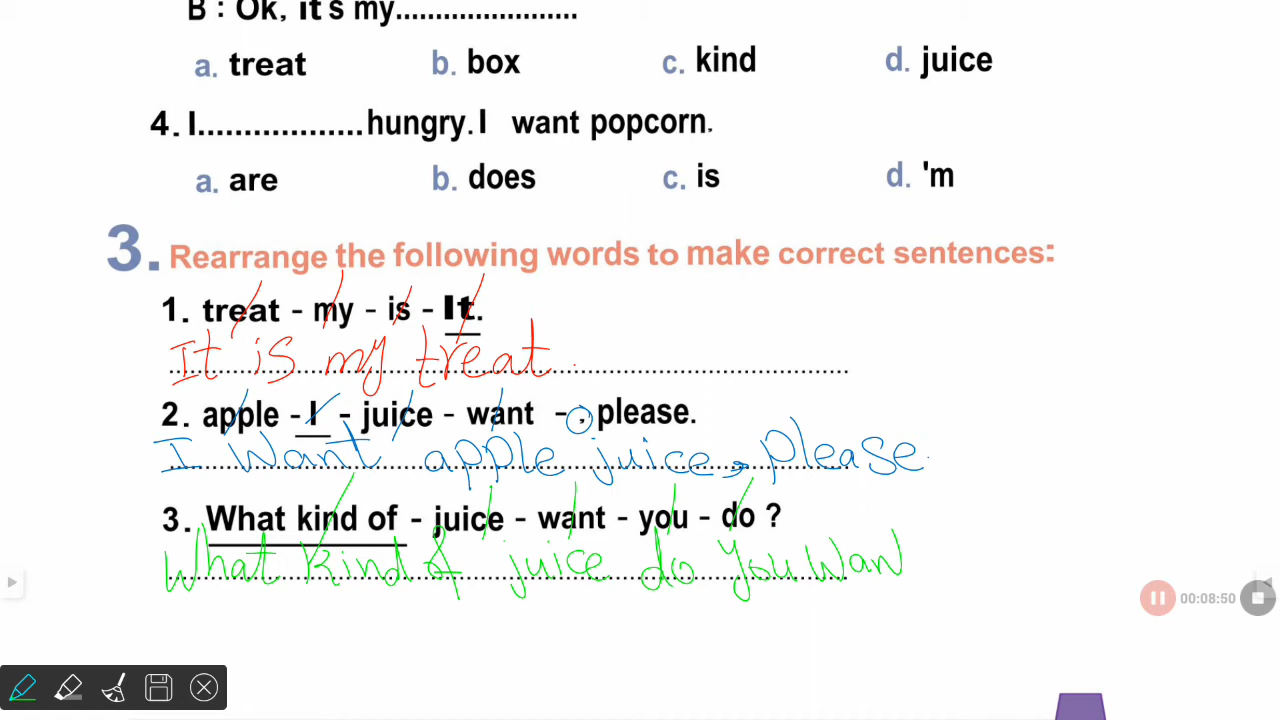 B : Ok, it's my.......................
a. treat b. box c. kind d. juice
4. I..................hungry. I want popcorn.
a. are b. does c. is d. 'm
3. Rearrange the following words to make correct sentences:
1. treat - my - is - It.
It is my treat.
2. apple - I - juice - want - , please.
I want apple juice, please.
3. What kind of - juice - want - you - do ?
What kind of juice do you wan
00:08:50